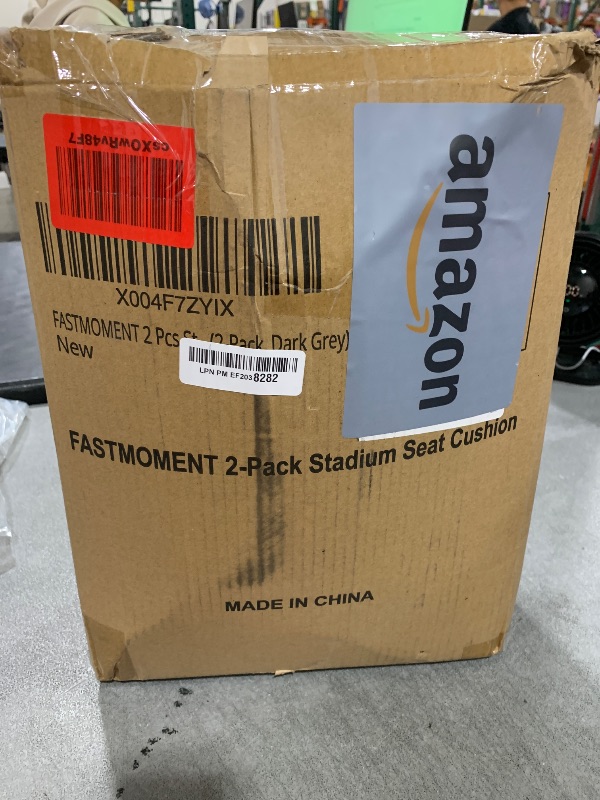 csX0wRv48F7
amazon
X004F7ZYIX
FASTMOMENT 2 Pcs St... (2 Pack, Dark Grey)
New
LPN PM EF2038282
FASTMOMENT 2-Pack Stadium Seat Cushion
MADE IN CHINA